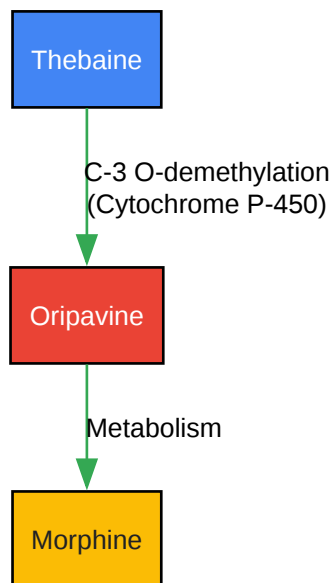 Thebaine
C-3 O-demethylation
(Cytochrome P-450)
Oripavine
Metabolism
Morphine